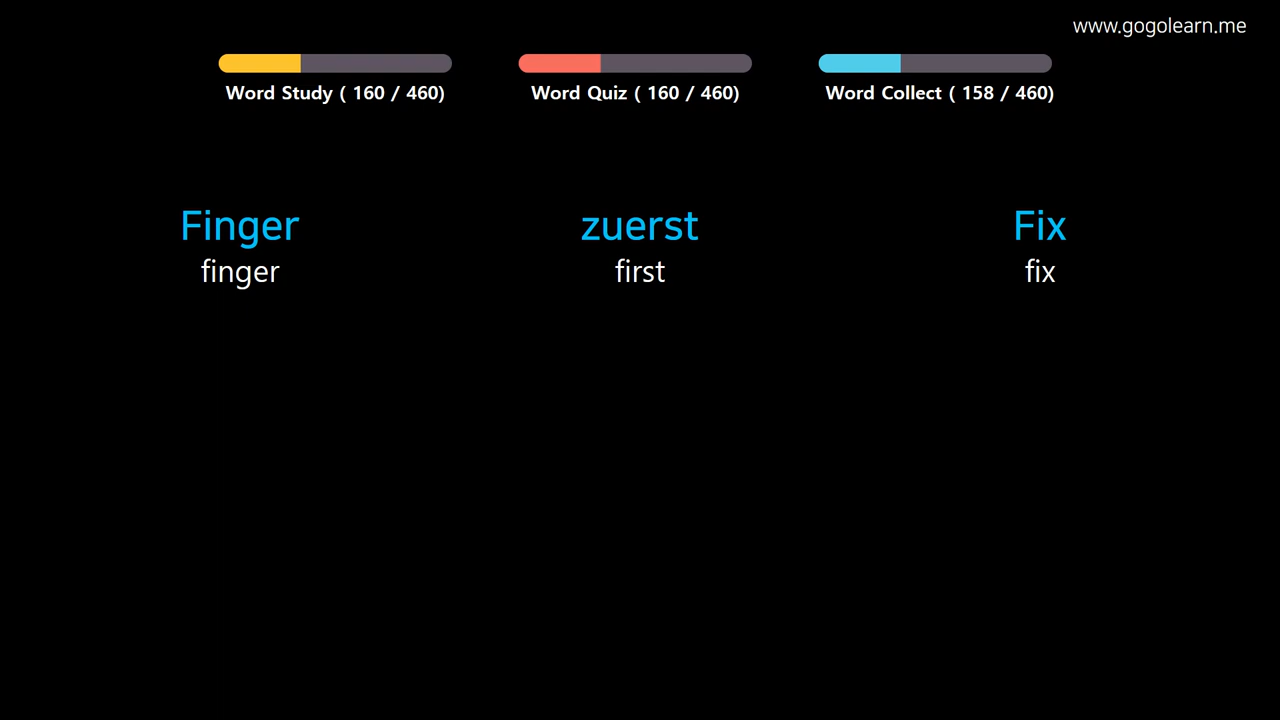 www.gogolearn.me
Word Study ( 160 / 460)
Word Quiz ( 160 / 460)
Word Collect ( 158 / 460)
Finger
finger
zuerst
first
Fix
fix